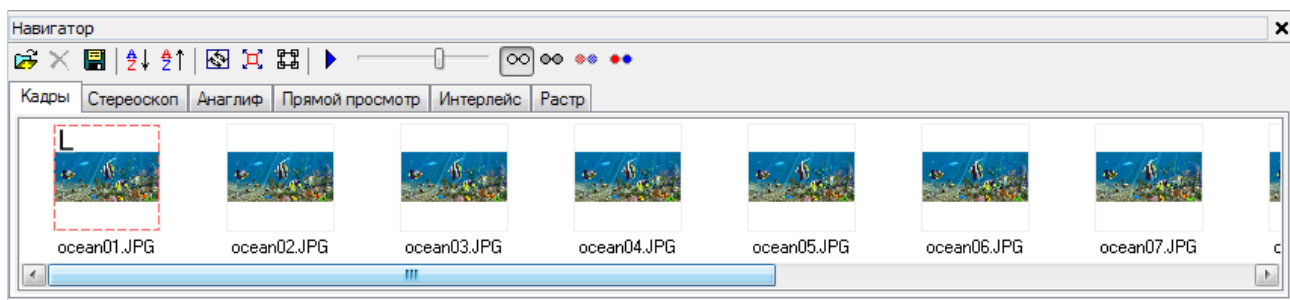 Навигатор
Кадры Стереоскоп Анаглиф Прямой просмотр Интерлейс Растр
L
ocean01.JPG ocean02.JPG ocean03.JPG ocean04.JPG ocean05.JPG ocean06.JPG ocean07.JPG